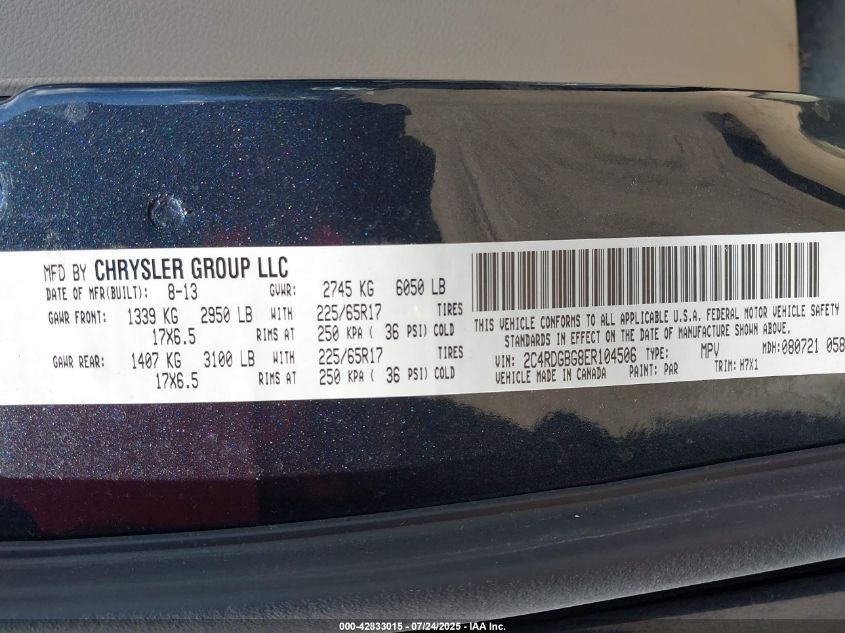 MFD BY CHRYSLER GROUP LLC
DATE OF MFR(BUILT): 8-13 GVWR: 2745 KG 6050 LB
GAWR FRONT: 1339 KG 2950 LB WITH 225/65R17 TIRES
17X6.5 RIMS AT 250 KPA ( 36 PSI) COLD
GAWR REAR: 1407 KG 3100 LB WITH 225/65R17 TIRES
17X6.5 RIMS AT 250 KPA ( 36 PSI) COLD
THIS VEHICLE CONFORMS TO ALL APPLICABLE U.S.A. FEDERAL MOTOR VEHICLE SAFETY
STANDARDS IN EFFECT ON THE DATE OF MANUFACTURE SHOWN ABOVE.
VIN: 2C4RDGBG8ER104506 TYPE: MPV MDH:080721 058
VEHICLE MADE IN CANADA PAINT: PAR TRIM: H7X1
000-42833015 - 07/24/2025 - IAA Inc.